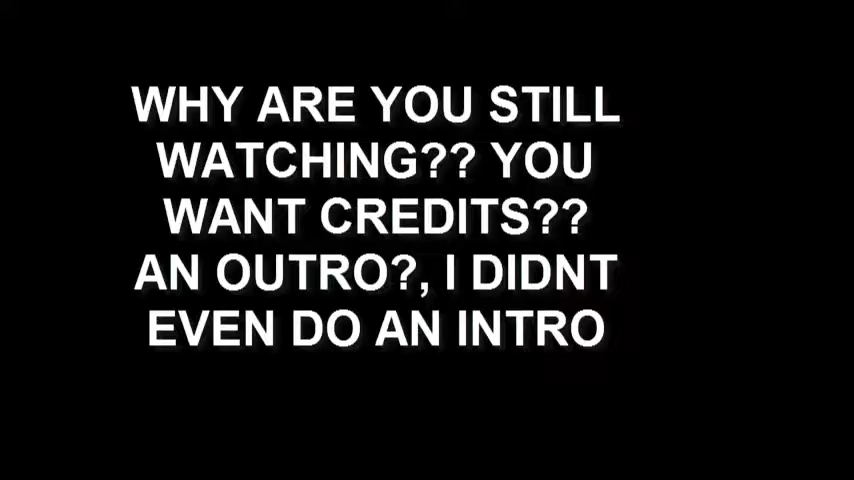 WHY ARE YOU STILL
WATCHING?? YOU
WANT CREDITS??
AN OUTRO?, I DIDNT
EVEN DO AN INTRO